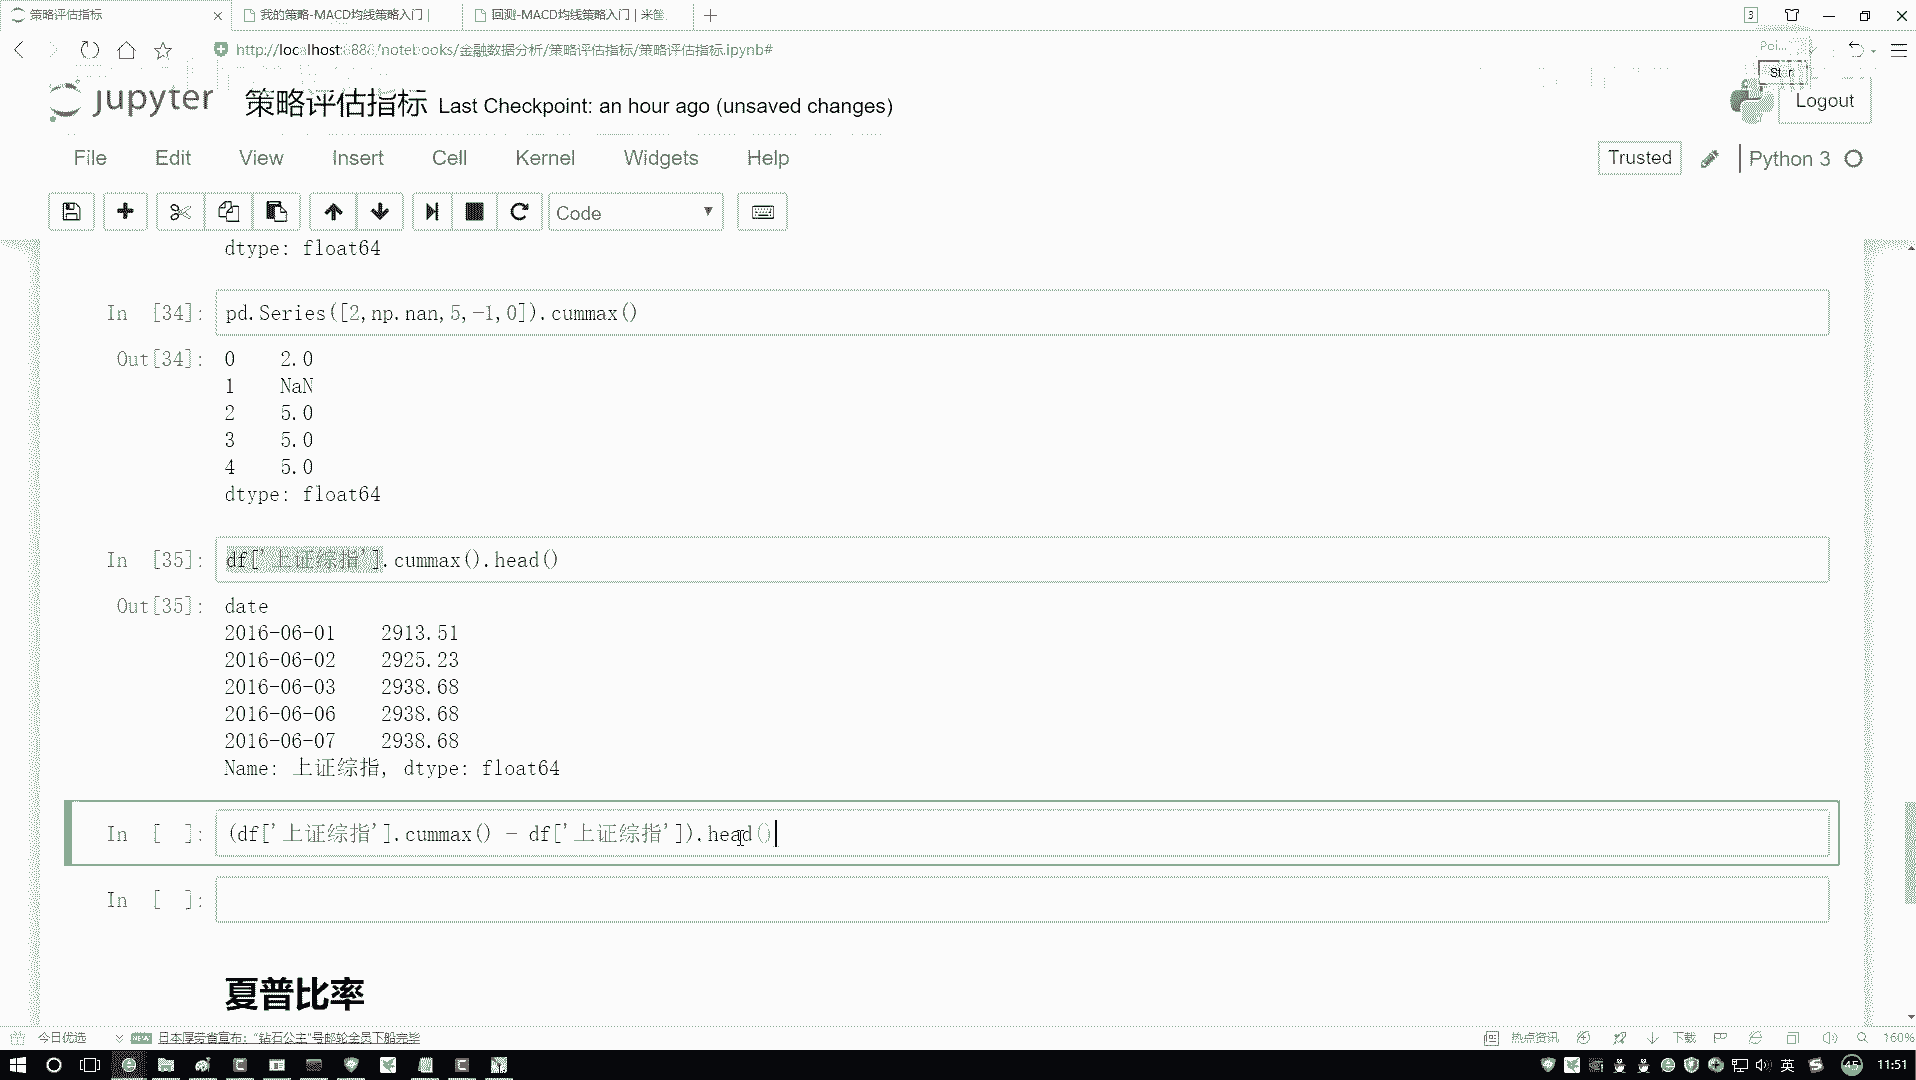 策略评估指标
我的策略-MACD均线策略入门 |
回测-MACD均线策略入门 | 米筐
3
http://localhost:8888/notebooks/金融数据分析/策略评估指标/策略评估指标.ipynb#
Poi...
jupyter 策略评估指标 Last Checkpoint: an hour ago (unsaved changes)
Logout
File Edit View Insert Cell Kernel Widgets Help
Trusted
Python 3
Code
dtype: float64
In [34]: pd.Series([2,np.nan,5,-1,0]).cummax()
Out[34]: 0 2.0
1 NaN
2 5.0
3 5.0
4 5.0
dtype: float64
In [35]: df['上证综指'].cummax().head()
Out[35]: date
2016-06-01 2913.51
2016-06-02 2925.23
2016-06-03 2938.68
2016-06-06 2938.68
2016-06-07 2938.68
Name: 上证综指, dtype: float64
In [ ]: (df['上证综指'].cummax() - df['上证综指']).head()
In [ ]:
夏普比率
今日优选
NEW
日本厚劳省宣布："钻石公主"号邮轮全员下船完毕
热点资讯
下载
160%
英
45
11:51